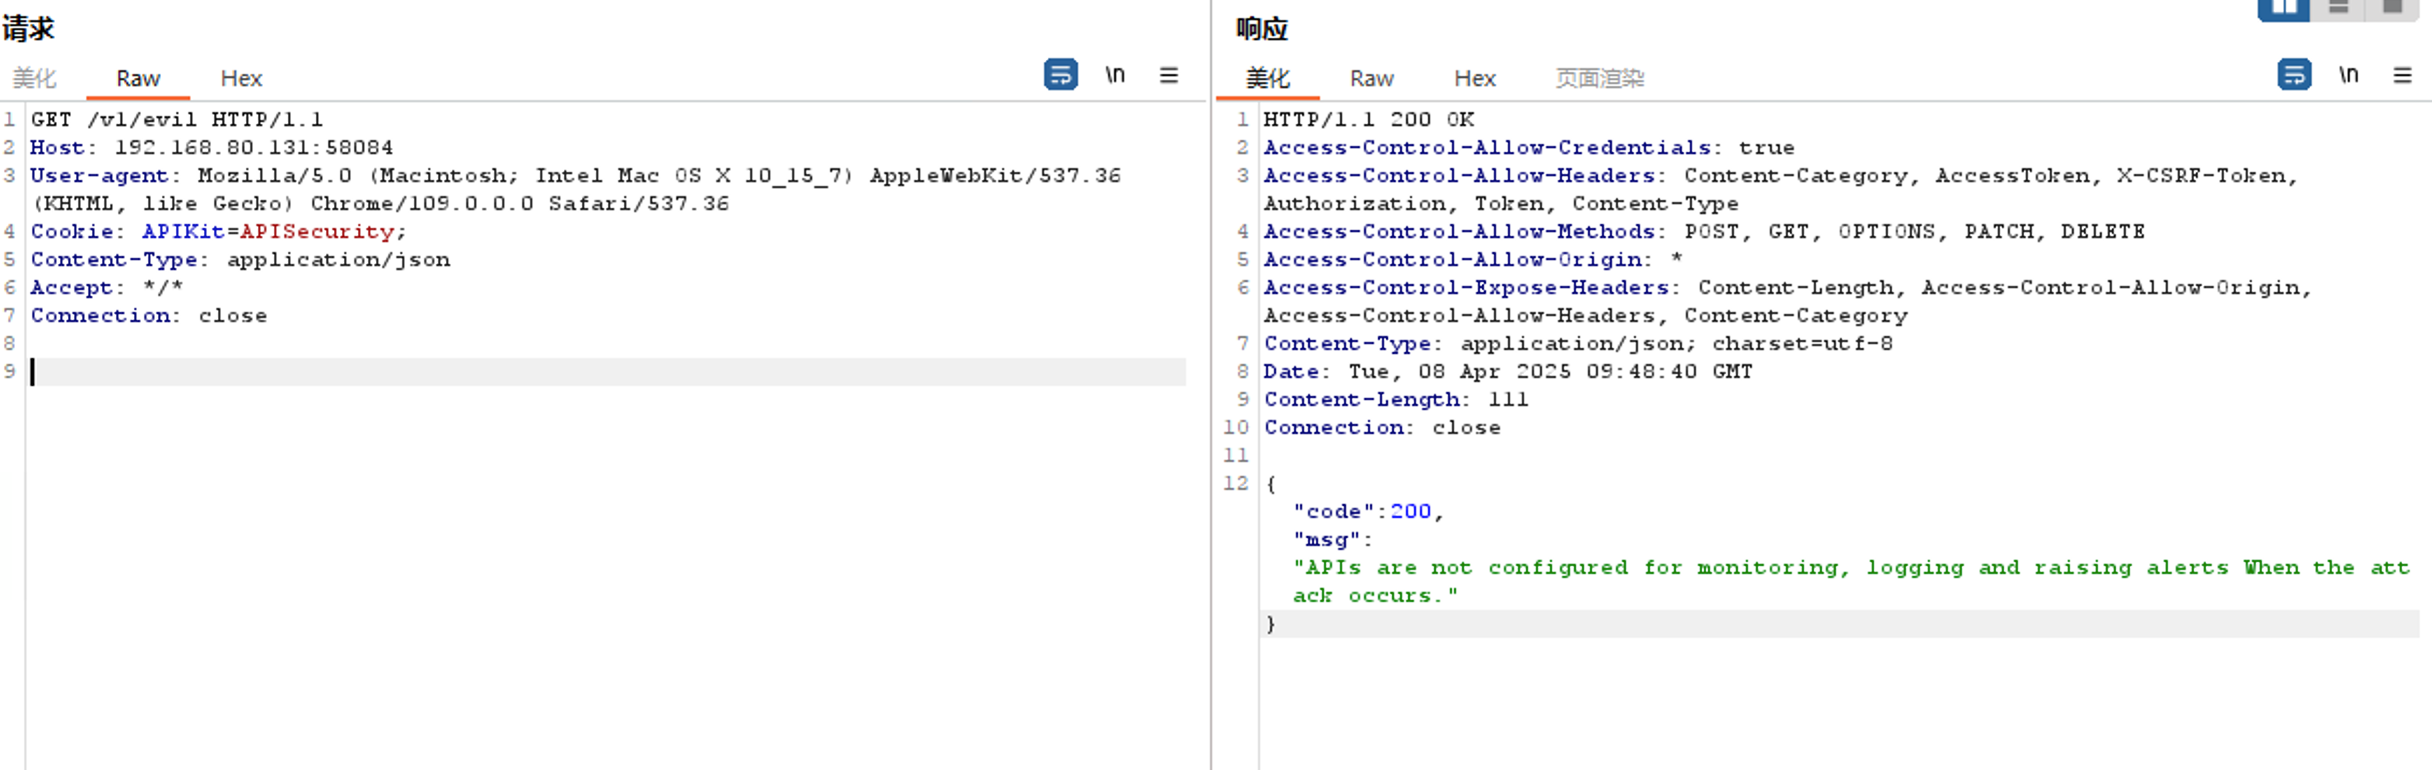 请求
美化 Raw Hex \n
1 GET /v1/evil HTTP/1.1
2 Host: 192.168.80.131:58084
3 User-agent: Mozilla/5.0 (Macintosh; Intel Mac OS X 10_15_7) AppleWebKit/537.36
(KHTML, like Gecko) Chrome/109.0.0.0 Safari/537.36
4 Cookie: APIKit=APISecurity;
5 Content-Type: application/json
6 Accept: */*
7 Connection: close
8
9
响应
美化 Raw Hex 页面渲染 \n
1 HTTP/1.1 200 OK
2 Access-Control-Allow-Credentials: true
3 Access-Control-Allow-Headers: Content-Category, AccessToken, X-CSRF-Token,
Authorization, Token, Content-Type
4 Access-Control-Allow-Methods: POST, GET, OPTIONS, PATCH, DELETE
5 Access-Control-Allow-Origin: *
6 Access-Control-Expose-Headers: Content-Length, Access-Control-Allow-Origin,
Access-Control-Allow-Headers, Content-Category
7 Content-Type: application/json; charset=utf-8
8 Date: Tue, 08 Apr 2025 09:48:40 GMT
9 Content-Length: 111
10 Connection: close
11
12 {
"code":200,
"msg":
"APIs are not configured for monitoring, logging and raising alerts When the att
ack occurs."
}